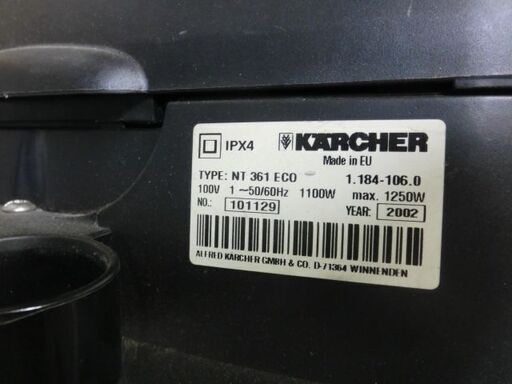 IPX4 KÄRCHER
Made in EU
TYPE: NT 361 ECO 1.184-106.0
100V 1 ~50/60Hz 1100W max. 1250W
NO.: 101129 YEAR: 2002
ALFRED KÄRCHER GMBH & CO. D-71364 WINNENDEN